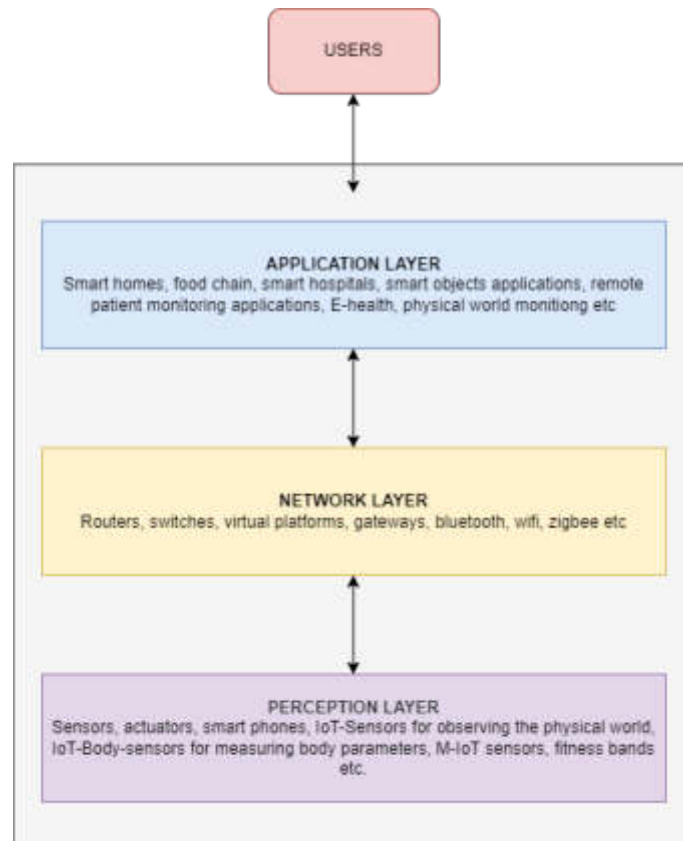 USERS
APPLICATION LAYER
Smart homes, food chain, smart hospitals, smart objects applications, remote
patient monitoring applications, E-health, physical world monitiong etc
NETWORK LAYER
Routers, switches, virtual platforms, gateways, bluetooth, wifi, zigbee etc
PERCEPTION LAYER
Sensors, actuators, smart phones, IoT-Sensors for observing the physical world,
IoT-Body-sensors for measuring body parameters, M-IoT sensors, fitness bands
etc.